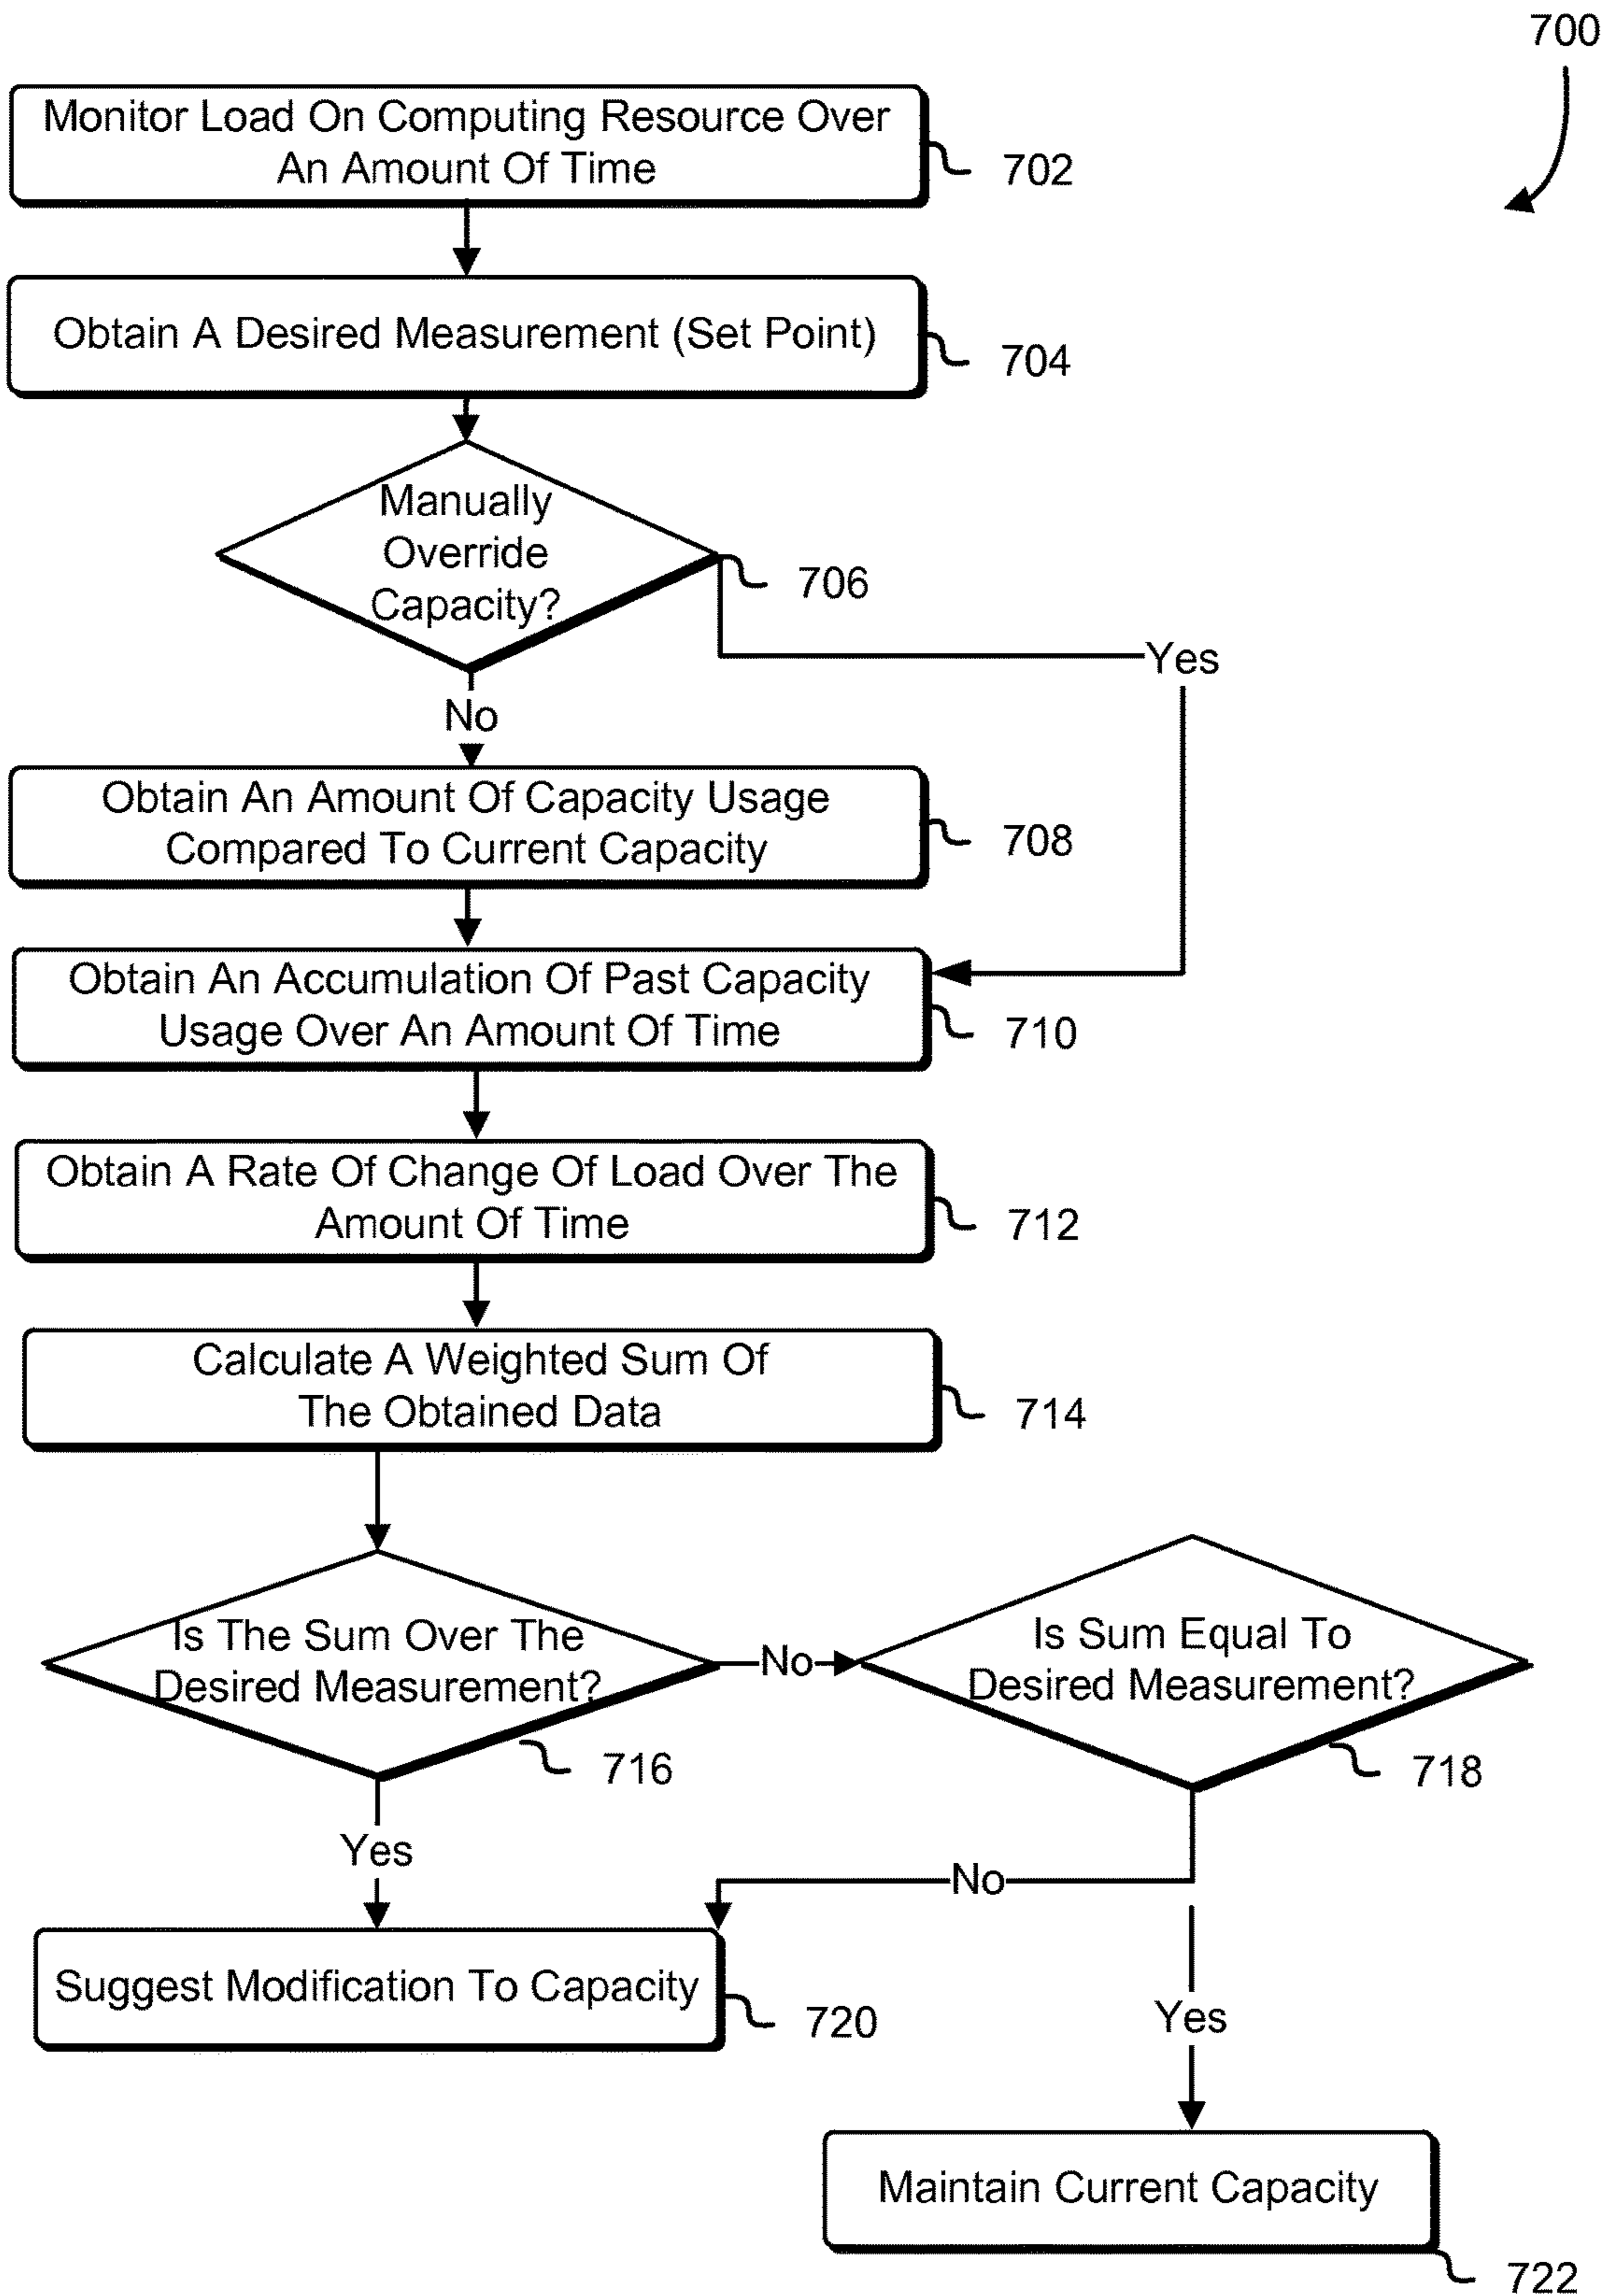 700
Monitor Load On Computing Resource Over
An Amount Of Time
702
Obtain A Desired Measurement (Set Point)
704
Manually
Override
Capacity?
706
Yes
No
Obtain An Amount Of Capacity Usage
Compared To Current Capacity
708
Obtain An Accumulation Of Past Capacity
Usage Over An Amount Of Time
710
Obtain A Rate Of Change Of Load Over The
Amount Of Time
712
Calculate A Weighted Sum Of
The Obtained Data
714
Is The Sum Over The
Desired Measurement?
716
No
Is Sum Equal To
Desired Measurement?
718
Yes
No
Suggest Modification To Capacity
720
Yes
Maintain Current Capacity
722